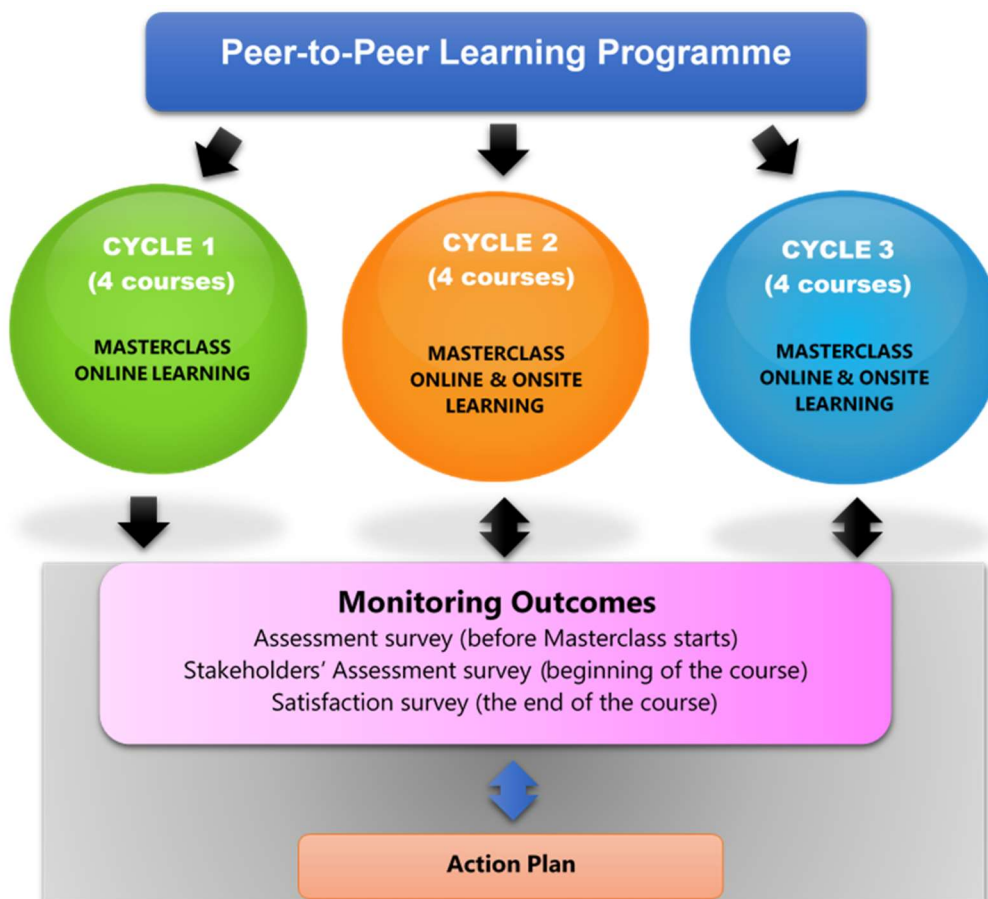 Peer-to-Peer Learning Programme
CYCLE 1
(4 courses)
MASTERCLASS
ONLINE LEARNING
CYCLE 2
(4 courses)
MASTERCLASS
ONLINE & ONSITE
LEARNING
CYCLE 3
(4 courses)
MASTERCLASS
ONLINE & ONSITE
LEARNING
Monitoring Outcomes
Assessment survey (before Masterclass starts)
Stakeholders’ Assessment survey (beginning of the course)
Satisfaction survey (the end of the course)
Action Plan